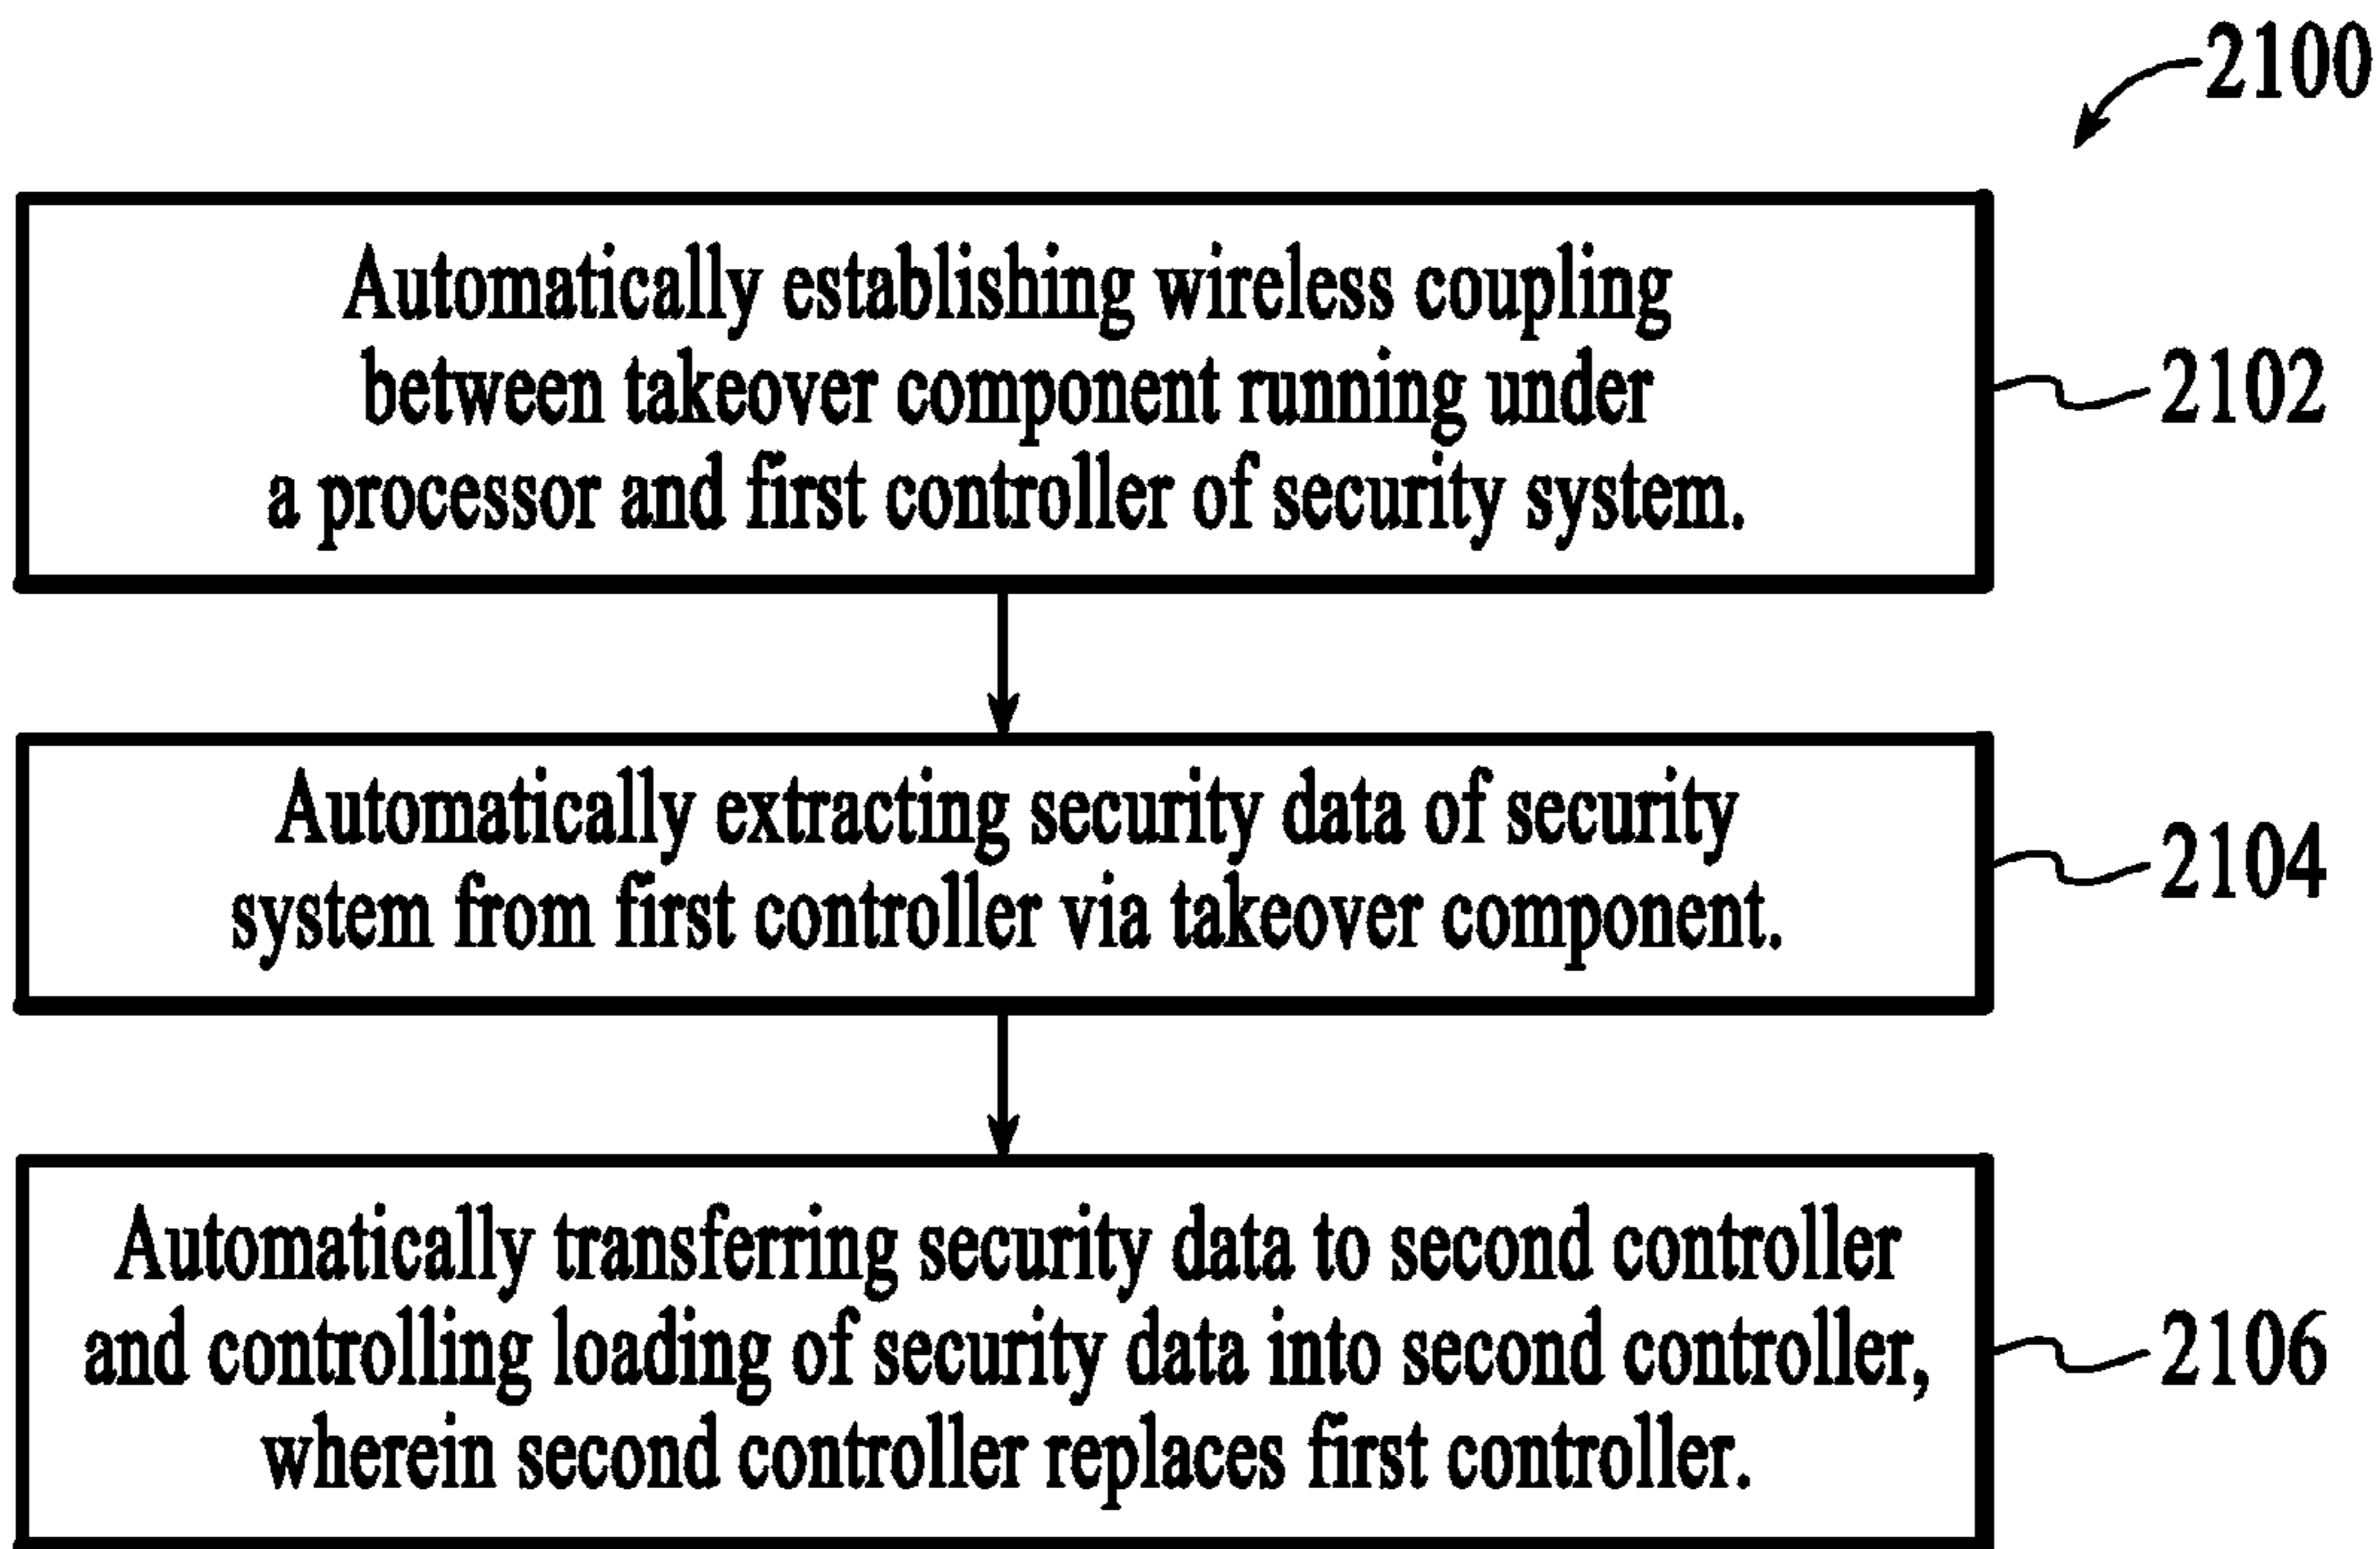 2100
Automatically establishing wireless coupling
between takeover component running under
a processor and first controller of security system.
2102
Automatically extracting security data of security
system from first controller via takeover component.
2104
Automatically transferring security data to second controller
and controlling loading of security data into second controller,
wherein second controller replaces first controller.
2106